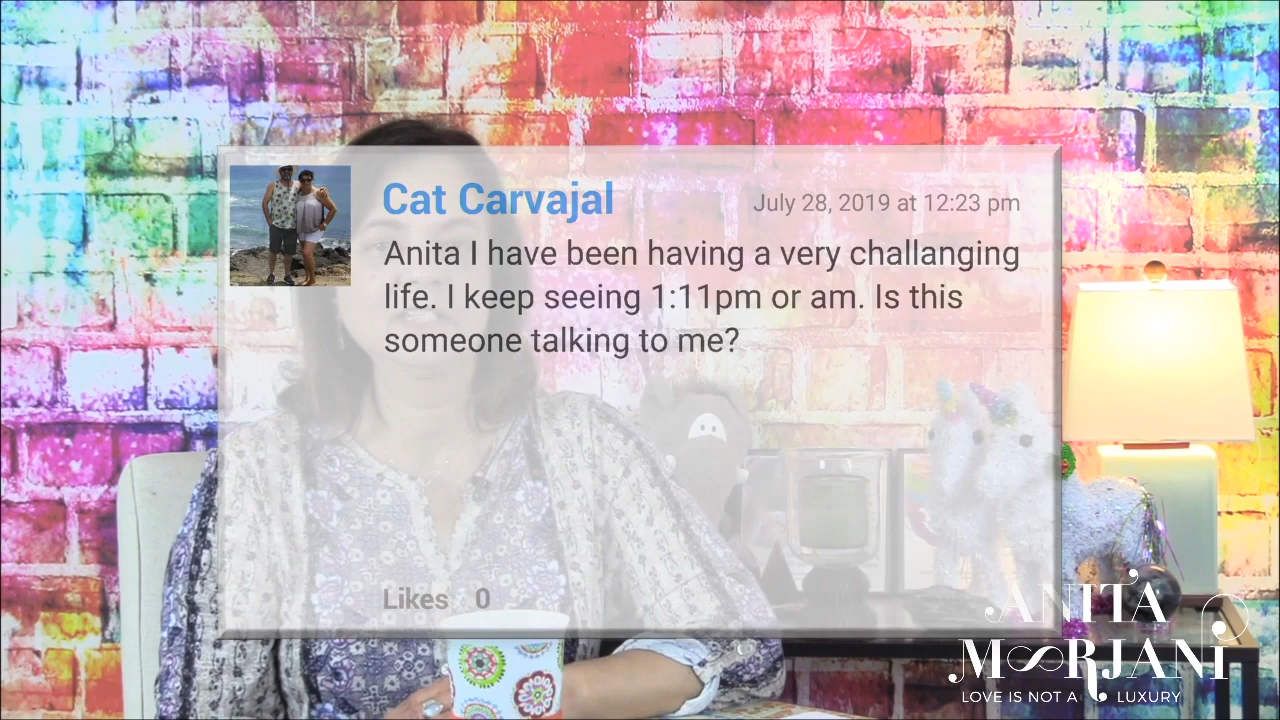 Cat Carvajal
July 28, 2019 at 12:23 pm
Anita I have been having a very challanging
life. I keep seeing 1:11pm or am. Is this
someone talking to me?
Likes 0
ANITA
MOORJANI
LOVE IS NOT A LUXURY